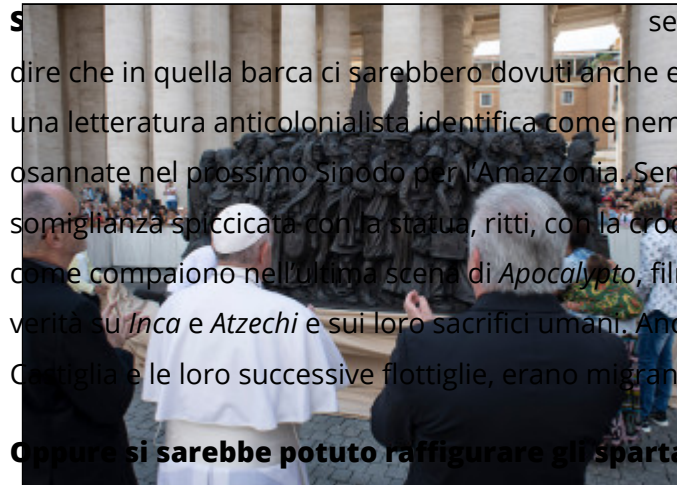 S se
dire che in quella barca ci sarebbero dovuti anche e
una letteratura anticolonialista identifica come nem
osannate nel prossimo Sinodo per l'Amazzonia. Sen
somiglianza spiccicata con la statua, ritti, con la croc
come compaiono nell'ultima scena di Apocalypto, film
verità su Inca e Atzechi e sui loro sacrifici umani. Anc
Castiglia e le loro successive flottiglie, erano migran
Oppure si sarebbe potuto raffigurare gli sparta